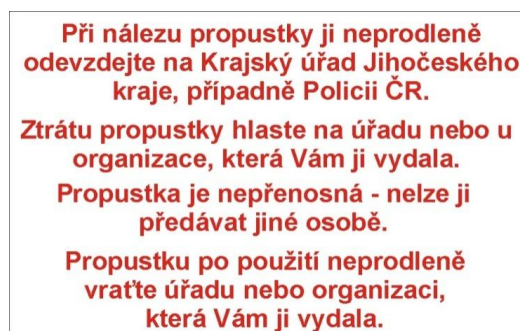 Při nálezu propustky ji neprodleně
odevzdejte na Krajský úřad Jihočeského
kraje, případně Policii ČR.
Ztrátu propustky hlaste na úřadu nebo u
organizace, která Vám ji vydala.
Propustka je nepřenosná - nelze ji
předávat jiné osobě.
Propustku po použití neprodleně
vraťte úřadu nebo organizaci,
která Vám ji vydala.